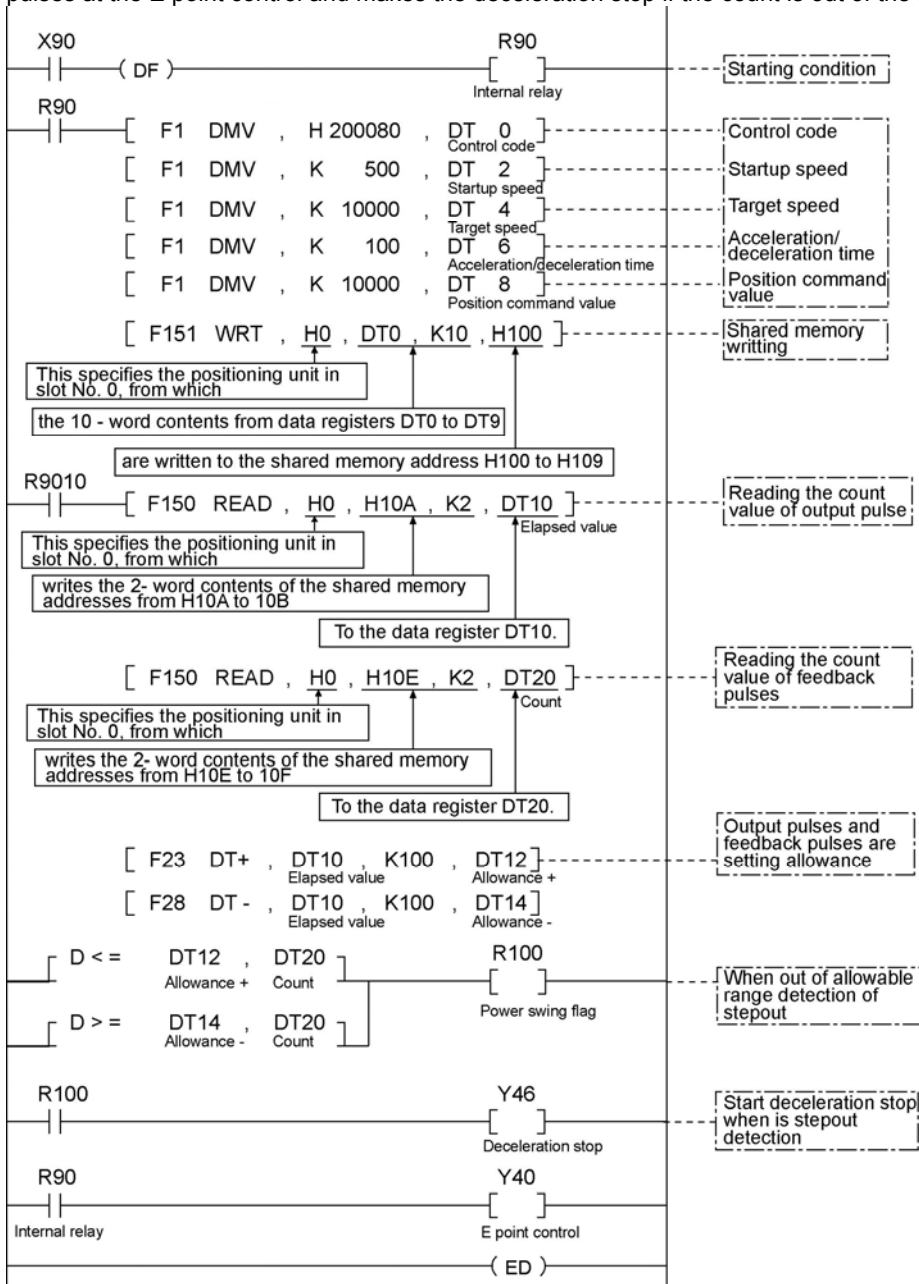 pulses at the E point control and makes the deceleration stop if the count is out of the
X90 R90
( DF ) Starting condition
Internal relay
R90
[ F1 DMV , H 200080 , DT 0 ] Control code
Control code
[ F1 DMV , K 500 , DT 2 ] Startup speed
Startup speed
[ F1 DMV , K 10000 , DT 4 ] Target speed
Target speed
[ F1 DMV , K 100 , DT 6 ] Acceleration/
deceleration time
Acceleration/deceleration time
[ F1 DMV , K 10000 , DT 8 ] Position command
value
Position command value
[ F151 WRT , H0 , DT0 , K10 , H100 ] Shared memory
writting
This specifies the positioning unit in
slot No. 0, from which
the 10 - word contents from data registers DT0 to DT9
are written to the shared memory address H100 to H109
R9010
[ F150 READ , H0 , H10A , K2 , DT10 ] Reading the count
value of output pulse
Elapsed value
This specifies the positioning unit in
slot No. 0, from which
writes the 2- word contents of the shared memory
addresses from H10A to 10B
To the data register DT10.
[ F150 READ , H0 , H10E , K2 , DT20 ] Reading the count
value of feedback
pulses
Count
This specifies the positioning unit in
slot No. 0, from which
writes the 2- word contents of the shared memory
addresses from H10E to 10F
To the data register DT20.
Output pulses and
feedback pulses are
setting allowance
[ F23 DT+ , DT10 , K100 , DT12 ]
Elapsed value Allowance +
[ F28 DT - , DT10 , K100 , DT14 ]
Elapsed value Allowance -
D < = DT12 , DT20 R100
Allowance + Count
Power swing flag
When out of allowable
range detection of
stepout
D > = DT14 , DT20
Allowance - Count
R100 Y46
Deceleration stop
Start deceleration stop
when is stepout
detection
R90 Y40
Internal relay E point control
( ED )